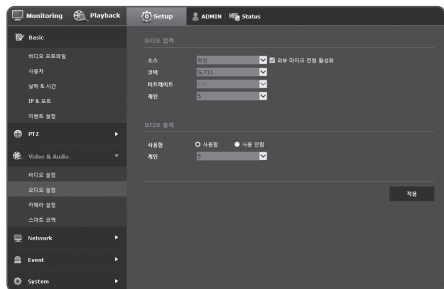 Monitoring
Playback
Setup
ADMIN
Status
Basic
비디오 프로파일
사용자
날짜 & 시간
IP & 포트
이벤트 설정
PTZ
Video & Audio
비디오 설정
오디오 설정
카메라 설정
스마트 코덱
Network
Event
System
오디오 입력
소스
외부 마이크 전원 활성화
코덱
G.711
비트레이트
게인
5
오디오 출력
사용함
사용함
사용 안함
게인
5
적용